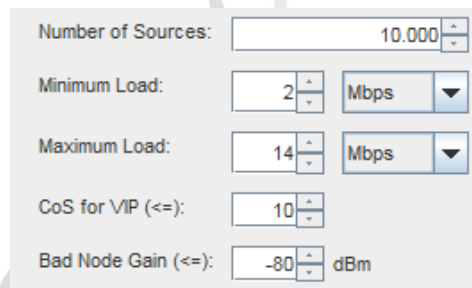 Number of Sources: 10.000
Minimum Load: 2 Mbps
Maximum Load: 14 Mbps
CoS for VIP (<=): 10
Bad Node Gain (<=): -80 dBm